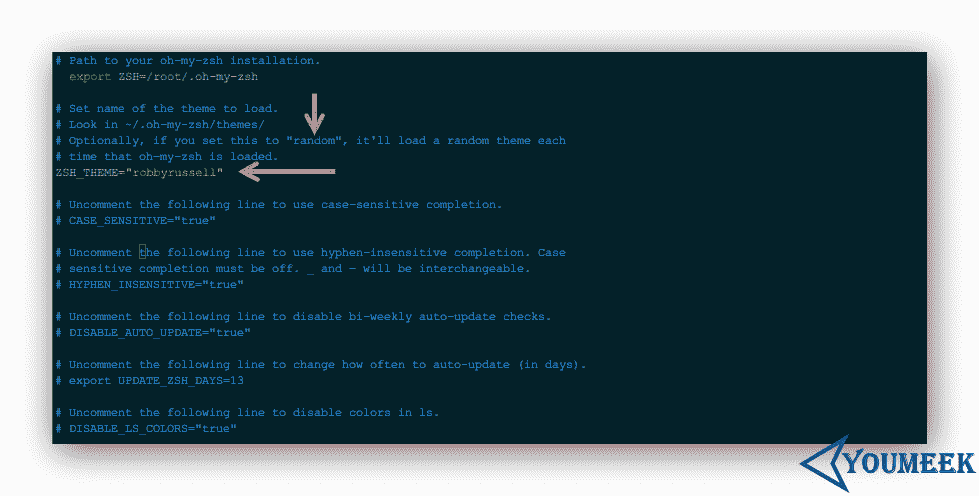 # Path to your oh-my-zsh installation.
export ZSH=/root/.oh-my-zsh
# Set name of the theme to load.
# Look in ~/.oh-my-zsh/themes/
# Optionally, if you set this to "random", it'll load a random theme each
# time that oh-my-zsh is loaded.
ZSH_THEME="robbyrussell"
# Uncomment the following line to use case-sensitive completion.
# CASE_SENSITIVE="true"
# Uncomment the following line to use hyphen-insensitive completion. Case
# sensitive completion must be off. _ and - will be interchangeable.
# HYPHEN_INSENSITIVE="true"
# Uncomment the following line to disable bi-weekly auto-update checks.
# DISABLE_AUTO_UPDATE="true"
# Uncomment the following line to change how often to auto-update (in days).
# export UPDATE_ZSH_DAYS=13
# Uncomment the following line to disable colors in ls.
# DISABLE_LS_COLORS="true"
YOUMEEK